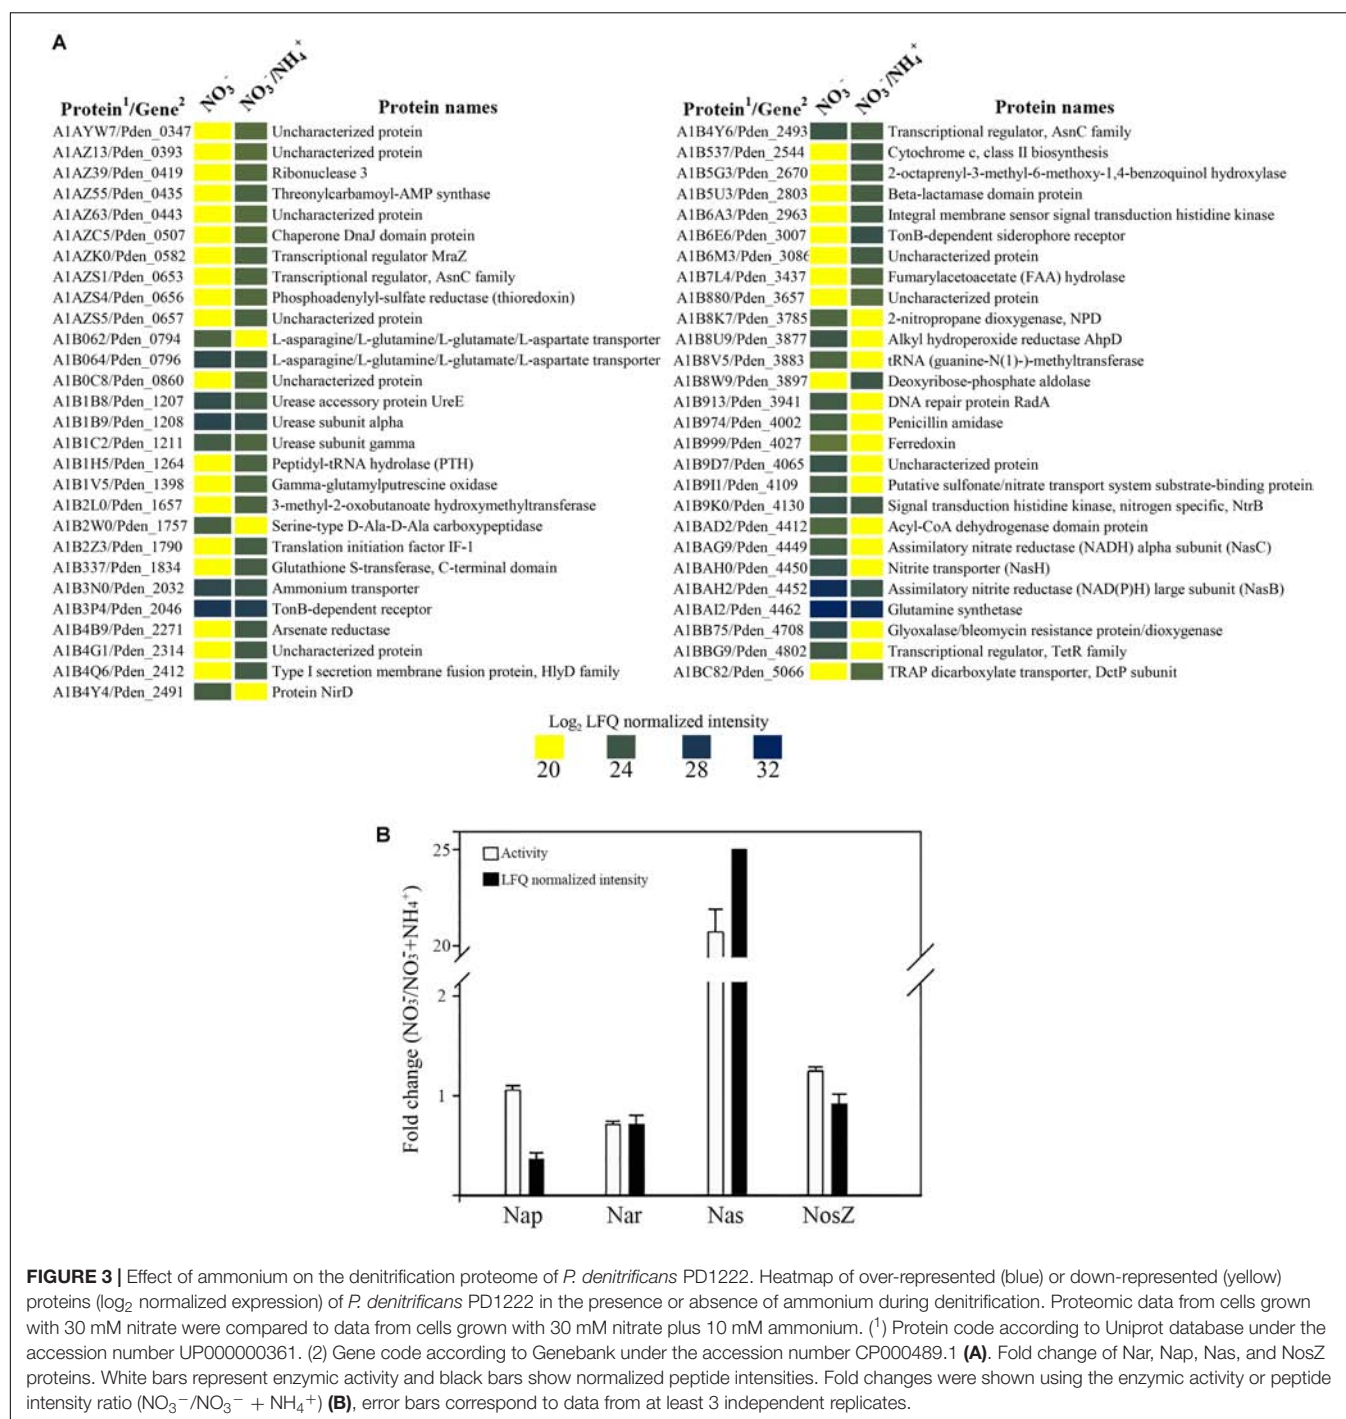 A
Protein1/Gene2 NO3- NO3-/NH4+ Protein names
A1AYW7/Pden_0347 Uncharacterized protein
A1AZ13/Pden_0393 Uncharacterized protein
A1AZ39/Pden_0419 Ribonuclease 3
A1AZ55/Pden_0435 Threonylcarbamoyl-AMP synthase
A1AZ63/Pden_0443 Uncharacterized protein
A1AZC5/Pden_0507 Chaperone DnaJ domain protein
A1AZK0/Pden_0582 Transcriptional regulator MraZ
A1AZS1/Pden_0653 Transcriptional regulator, AsnC family
A1AZS4/Pden_0656 Phosphoadenylyl-sulfate reductase (thioredoxin)
A1AZS5/Pden_0657 Uncharacterized protein
A1B062/Pden_0794 L-asparagine/L-glutamine/L-glutamate/L-aspartate transporter
A1B064/Pden_0796 L-asparagine/L-glutamine/L-glutamate/L-aspartate transporter
A1B0C8/Pden_0860 Uncharacterized protein
A1B1B8/Pden_1207 Urease accessory protein UreE
A1B1B9/Pden_1208 Urease subunit alpha
A1B1C2/Pden_1211 Urease subunit gamma
A1B1H5/Pden_1264 Peptidyl-tRNA hydrolase (PTH)
A1B1V5/Pden_1398 Gamma-glutamylputrescine oxidase
A1B2L0/Pden_1657 3-methyl-2-oxobutanoate hydroxymethyltransferase
A1B2W0/Pden_1757 Serine-type D-Ala-D-Ala carboxypeptidase
A1B2Z3/Pden_1790 Translation initiation factor IF-1
A1B337/Pden_1834 Glutathione S-transferase, C-terminal domain
A1B3N0/Pden_2032 Ammonium transporter
A1B3P4/Pden_2046 TonB-dependent receptor
A1B4B9/Pden_2271 Arsenate reductase
A1B4G1/Pden_2314 Uncharacterized protein
A1B4Q6/Pden_2412 Type I secretion membrane fusion protein, HlyD family
A1B4Y4/Pden_2491 Protein NirD
Protein1/Gene2 NO3- NO3-/NH4+ Protein names
A1B4Y6/Pden_2493 Transcriptional regulator, AsnC family
A1B537/Pden_2544 Cytochrome c, class II biosynthesis
A1B5G3/Pden_2670 2-octaprenyl-3-methyl-6-methoxy-1,4-benzoquinol hydroxylase
A1B5U3/Pden_2803 Beta-lactamase domain protein
A1B6A3/Pden_2963 Integral membrane sensor signal transduction histidine kinase
A1B6E6/Pden_3007 TonB-dependent siderophore receptor
A1B6M3/Pden_3086 Uncharacterized protein
A1B7L4/Pden_3437 Fumarylacetoacetate (FAA) hydrolase
A1B880/Pden_3657 Uncharacterized protein
A1B8K7/Pden_3785 2-nitropropane dioxygenase, NPD
A1B8U9/Pden_3877 Alkyl hydroperoxide reductase AhpD
A1B8V5/Pden_3883 tRNA (guanine-N(1)-)-methyltransferase
A1B8W9/Pden_3897 Deoxyribose-phosphate aldolase
A1B913/Pden_3941 DNA repair protein RadA
A1B974/Pden_4002 Penicillin amidase
A1B999/Pden_4027 Ferredoxin
A1B9D7/Pden_4065 Uncharacterized protein
A1B9I1/Pden_4109 Putative sulfonate/nitrate transport system substrate-binding protein
A1B9K0/Pden_4130 Signal transduction histidine kinase, nitrogen specific, NtrB
A1BAD2/Pden_4412 Acyl-CoA dehydrogenase domain protein
A1BAG9/Pden_4449 Assimilatory nitrate reductase (NADH) alpha subunit (NasC)
A1BAH0/Pden_4450 Nitrite transporter (NasH)
A1BAH2/Pden_4452 Assimilatory nitrite reductase (NAD(P)H) large subunit (NasB)
A1BAI2/Pden_4462 Glutamine synthetase
A1BB75/Pden_4708 Glyoxalase/bleomycin resistance protein/dioxygenase
A1BBG9/Pden_4802 Transcriptional regulator, TetR family
A1BC82/Pden_5066 TRAP dicarboxylate transporter, DctP subunit
Log2 LFQ normalized intensity
20 24 28 32
B
Activity
LFQ normalized intensity
Fold change (NO3-/NO3-+NH4+)
25
20
2
1
Nap Nar Nas NosZ
FIGURE 3 | Effect of ammonium on the denitrification proteome of P. denitrificans PD1222. Heatmap of over-represented (blue) or down-represented (yellow)
proteins (log2 normalized expression) of P. denitrificans PD1222 in the presence or absence of ammonium during denitrification. Proteomic data from cells grown
with 30 mM nitrate were compared to data from cells grown with 30 mM nitrate plus 10 mM ammonium. (1) Protein code according to Uniprot database under the
accession number UP000000361. (2) Gene code according to Genebank under the accession number CP000489.1 (A). Fold change of Nar, Nap, Nas, and NosZ
proteins. White bars represent enzymic activity and black bars show normalized peptide intensities. Fold changes were shown using the enzymic activity or peptide
intensity ratio (NO3−/NO3− + NH4+) (B), error bars correspond to data from at least 3 independent replicates.